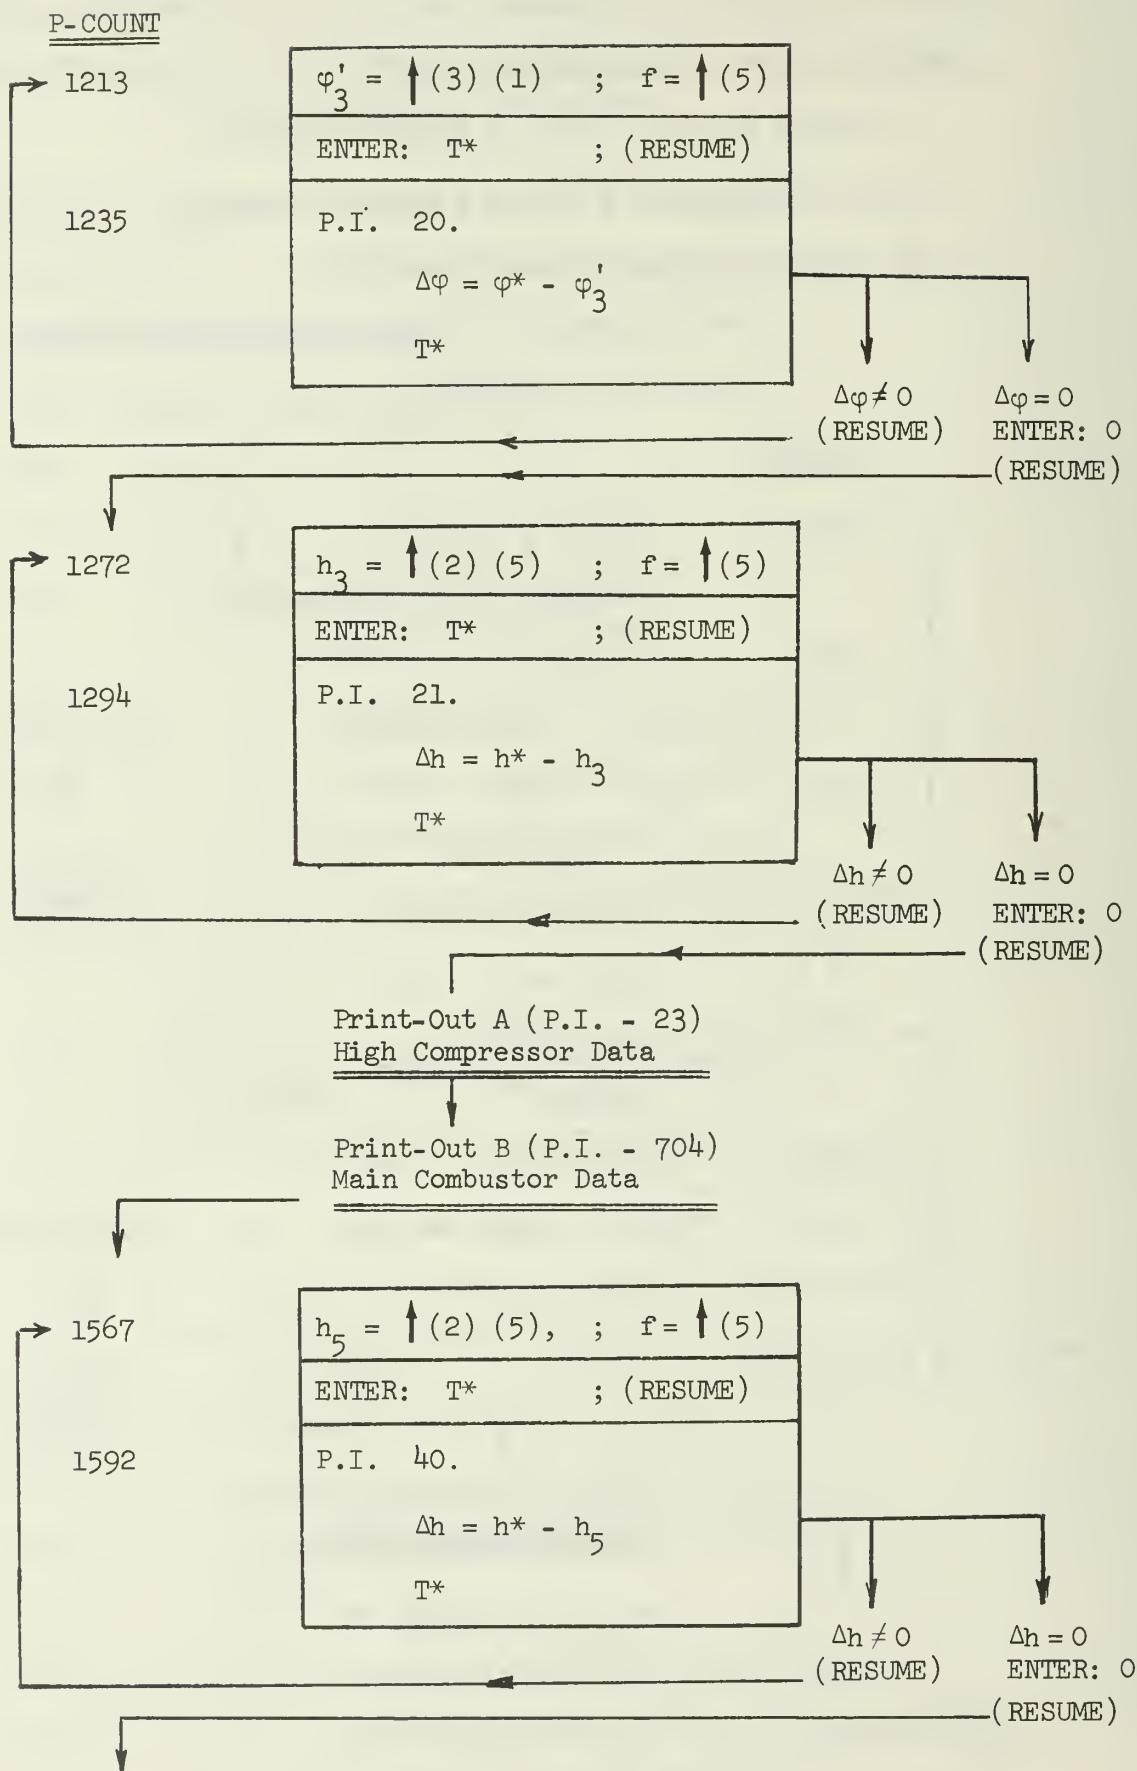 P-COUNT
1213
φ₃' = ↑ (3) (1) ; f = ↑ (5)
ENTER: T* ; (RESUME)
1235
P.I. 20.
Δφ = φ* - φ₃'
T*
Δφ ≠ 0
(RESUME)
Δφ = 0
ENTER: 0
(RESUME)
1272
h₃ = ↑ (2) (5) ; f = ↑ (5)
ENTER: T* ; (RESUME)
1294
P.I. 21.
Δh = h* - h₃
T*
Δh ≠ 0
(RESUME)
Δh = 0
ENTER: 0
(RESUME)
Print-Out A (P.I. - 23)
High Compressor Data
Print-Out B (P.I. - 704)
Main Combustor Data
1567
h₅ = ↑ (2) (5), ; f = ↑ (5)
ENTER: T* ; (RESUME)
1592
P.I. 40.
Δh = h* - h₅
T*
Δh ≠ 0
(RESUME)
Δh = 0
ENTER: 0
(RESUME)